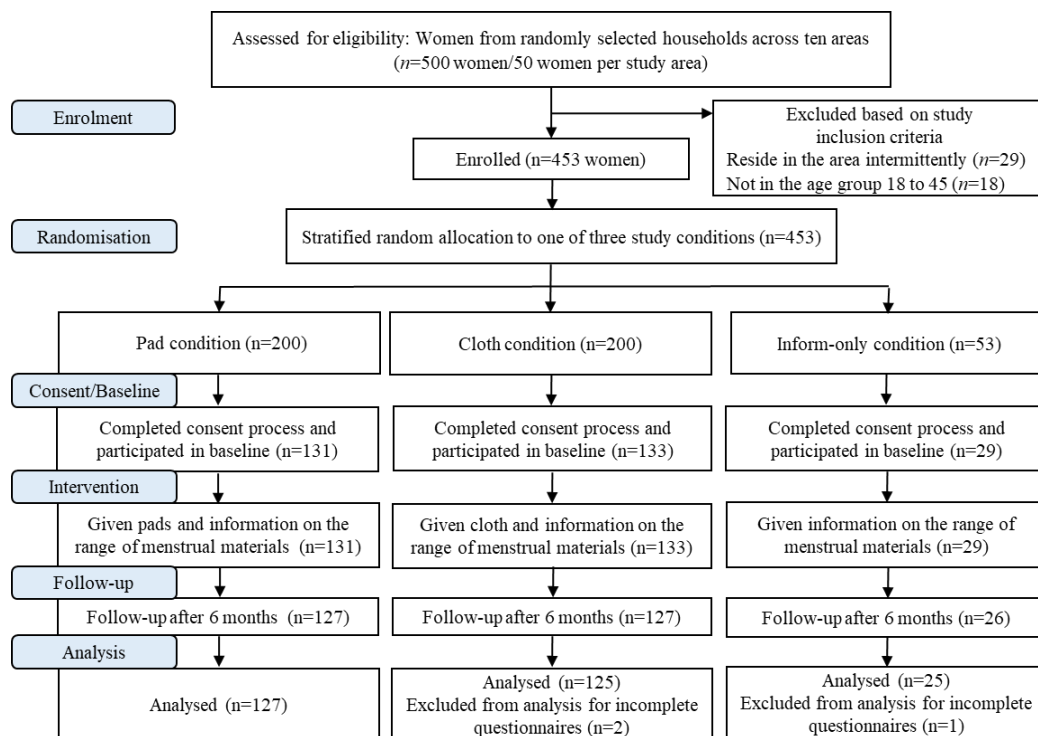 Assessed for eligibility: Women from randomly selected households across ten areas
(n=500 women/50 women per study area)
Enrolment
Excluded based on study
inclusion criteria
Reside in the area intermittently (n=29)
Not in the age group 18 to 45 (n=18)
Enrolled (n=453 women)
Randomisation
Stratified random allocation to one of three study conditions (n=453)
Pad condition (n=200)
Cloth condition (n=200)
Inform-only condition (n=53)
Consent/Baseline
Completed consent process and
participated in baseline (n=131)
Completed consent process and
participated in baseline (n=133)
Completed consent process and
participated in baseline (n=29)
Intervention
Given pads and information on the
range of menstrual materials (n=131)
Given cloth and information on the
range of menstrual materials (n=133)
Given information on the range of
menstrual materials (n=29)
Follow-up
Follow-up after 6 months (n=127)
Follow-up after 6 months (n=127)
Follow-up after 6 months (n=26)
Analysis
Analysed (n=127)
Analysed (n=125)
Excluded from analysis for incomplete
questionnaires (n=2)
Analysed (n=25)
Excluded from analysis for incomplete
questionnaires (n=1)